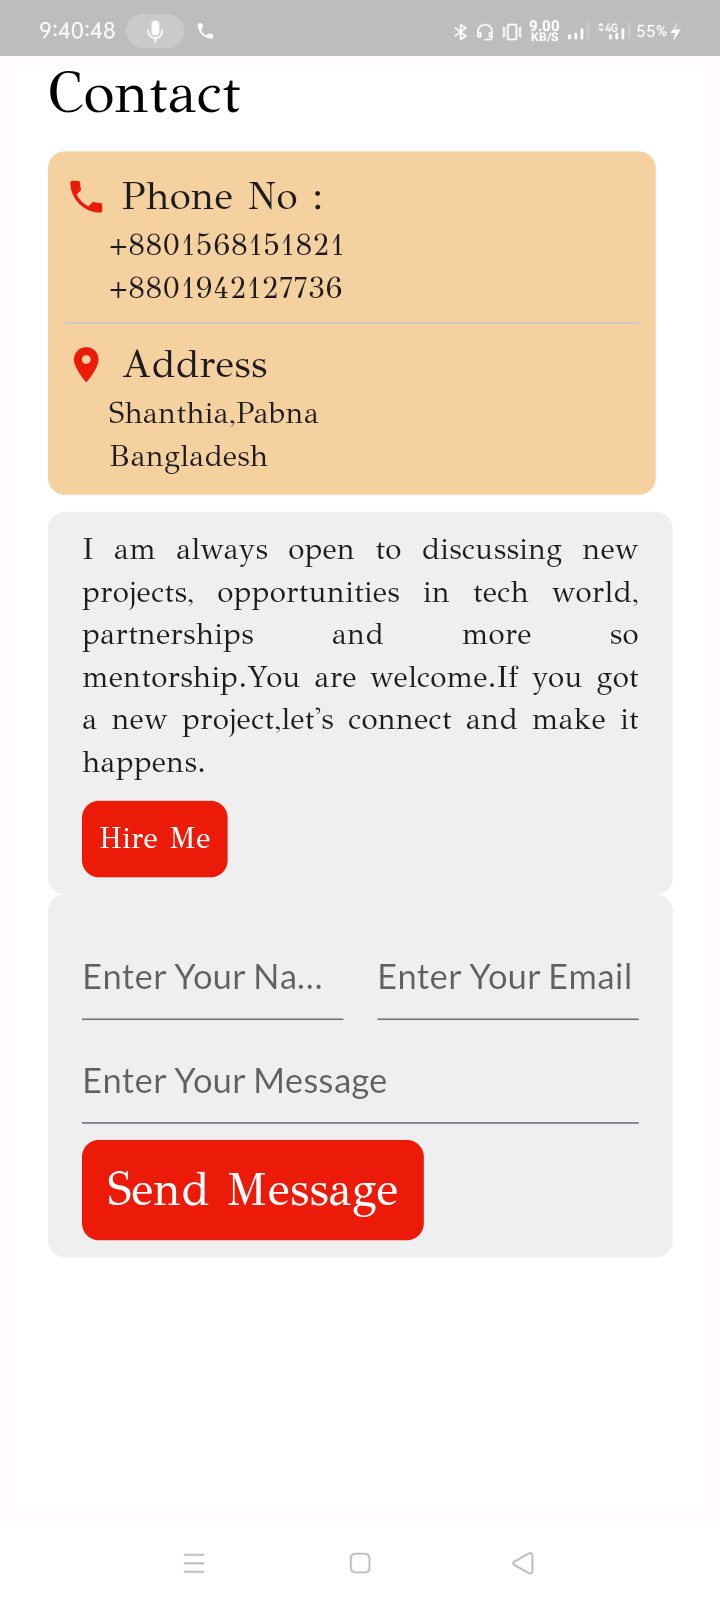 9:40:48
9.00 KB/S 4G 55%
Contact
Phone No :
+8801568151821
+8801942127736
Address
Shanthia,Pabna
Bangladesh
I am always open to discussing new
projects, opportunities in tech world,
partnerships and more so
mentorship.You are welcome.If you got
a new project,let's connect and make it
happens.
Hire Me
Enter Your Na... Enter Your Email
Enter Your Message
Send Message